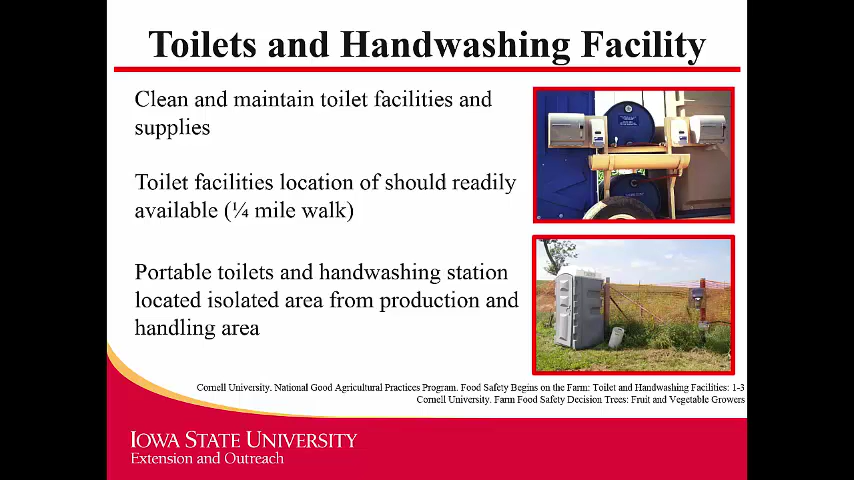 Toilets and Handwashing Facility
Clean and maintain toilet facilities and
supplies
Toilet facilities location of should readily
available (¼ mile walk)
Portable toilets and handwashing station
located isolated area from production and
handling area
Cornell University. National Good Agricultural Practices Program. Food Safety Begins on the Farm: Toilet and Handwashing Facilities: 1-3
Cornell University. Farm Food Safety Decision Trees: Fruit and Vegetable Growers
IOWA STATE UNIVERSITY
Extension and Outreach